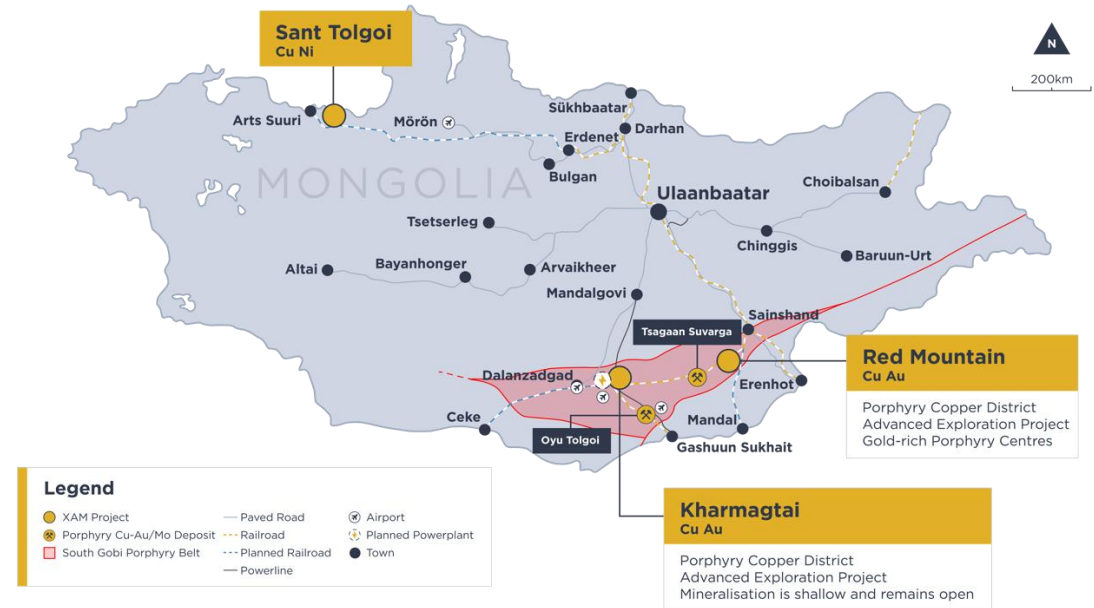 Sant Tolgoi
Cu Ni
N
200km
Arts Suuri
Mörön
Sükhbaatar
Darhan
Erdenet
Bulgan
MONGOLIA
Ulaanbaatar
Choibalsan
Tsetserleg
Chinggis
Baruun-Urt
Altai
Bayanhonger
Arvaikheer
Mandalgovi
Sainshand
Tsagaan Suvarga
Red Mountain
Cu Au
Porphyry Copper District
Advanced Exploration Project
Gold-rich Porphyry Centres
Dalanzadgad
Erenhot
Ceke
Mandal
Oyu Tolgoi
Gashuun Sukhait
Kharmagtai
Cu Au
Porphyry Copper District
Advanced Exploration Project
Mineralisation is shallow and remains open
Legend
XAM Project
Porphyry Cu-Au/Mo Deposit
South Gobi Porphyry Belt
Paved Road
Railroad
Planned Railroad
Powerline
Airport
Planned Powerplant
Town